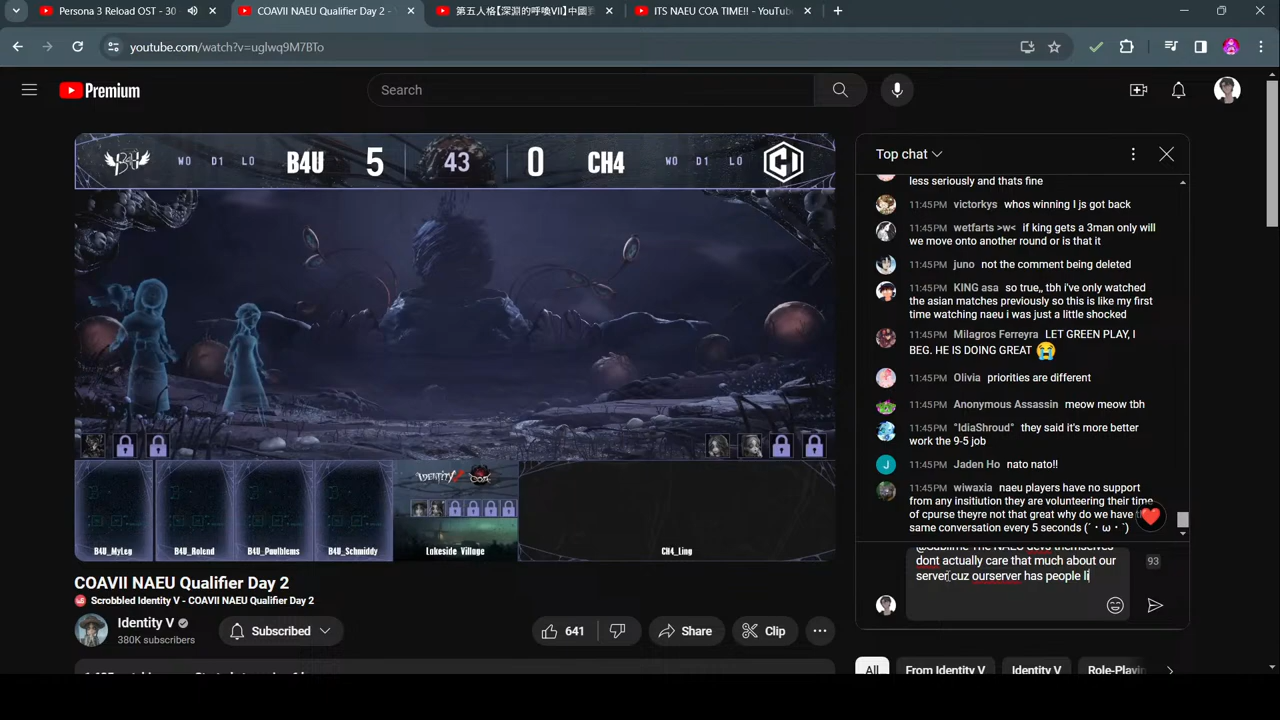 Persona 3 Reload OST - 30
COAVII NAEU Qualifier Day 2 -
第五人格【深淵的呼喚VII】中國
ITS NAEU COA TIME!! - YouTub
youtube.com/watch?v=uglwq9M7BTo
Premium
Search
W0 D1 L0 B4U 5 43 0 CH4 W0 D1 L0
B4U
CI
IDENTITY V
B4U_MyLeg
B4U_Rolend
B4U_Pmulblems
B4U_Schmiddy
Lakeside Village
CH4_Ling
COAVII NAEU Qualifier Day 2
Scrobbled Identity V - COAVII NAEU Qualifier Day 2
Identity V
380K subscribers
Subscribed
641
Share
Clip
Top chat
less seriously and thats fine
11:45PM victorkys whos winning I js got back
11:45PM wetfarts >w< if king gets a 3man only will
we move onto another round or is that it
11:45PM juno not the comment being deleted
11:45PM KING asa so true,, tbh i've only watched
the asian matches previously so this is like my first
time watching naeu i was just a little shocked
11:45PM Milagros Ferreyra LET GREEN PLAY, I
BEG. HE IS DOING GREAT 😭
11:45PM Olivia priorities are different
11:45PM Anonymous Assassin meow meow tbh
11:45PM °IdiaShroud° they said it's more better
work the 9-5 job
J
11:45PM Jaden Ho nato nato!!
11:45PM wiwaxia naeu players have no support
from any insitiution they are volunteering their time
of cpurse theyre not that great why do we have
same conversation every 5 seconds (´・ω・`)
@Sublime The NAEU devs themselves
dont actually care that much about our
server cuz ourserver has people li
93
All
From Identity V
Identity V
Role-Playin